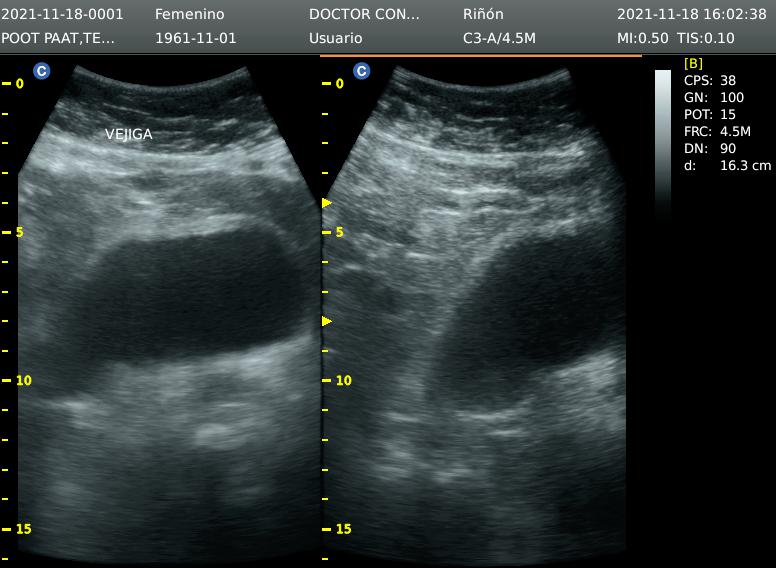 2021-11-18-0001 Femenino DOCTOR CON... Riñón 2021-11-18 16:02:38
POOT PAAT,TE... 1961-11-01 Usuario C3-A/4.5M MI:0.50 TIS:0.10
C
C
[B]
CPS: 38
GN: 100
POT: 15
FRC: 4.5M
DN: 90
d: 16.3 cm
VEJIGA
0
5
10
15
0
5
10
15